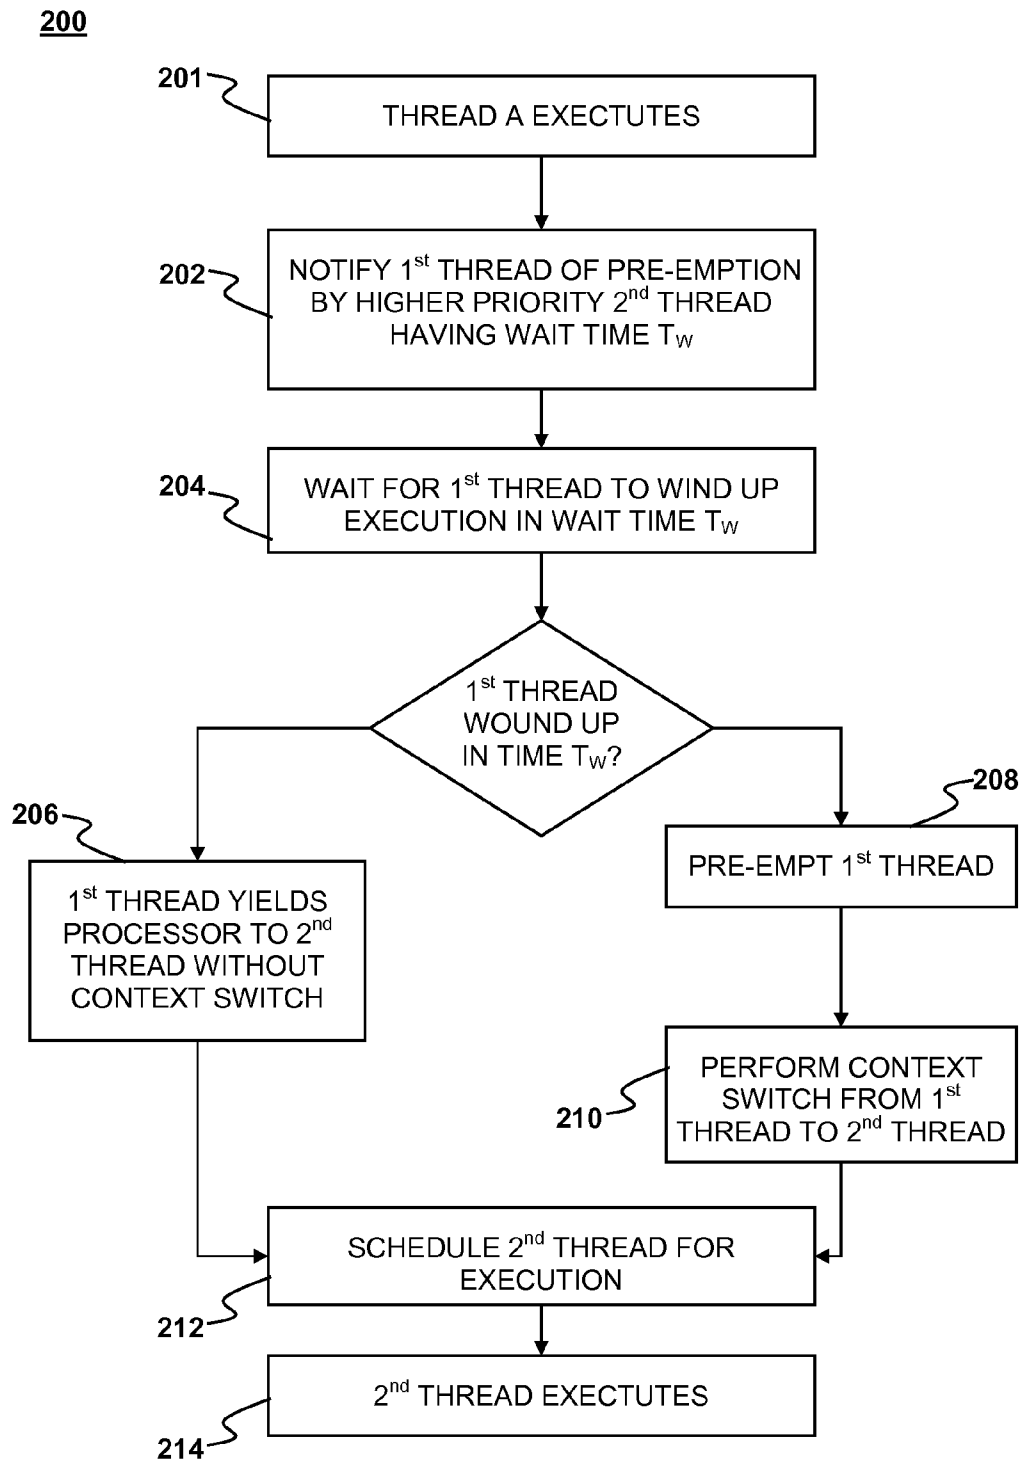 200
201
THREAD A EXECTUTES
202
NOTIFY 1st THREAD OF PRE-EMPTION
BY HIGHER PRIORITY 2nd THREAD
HAVING WAIT TIME TW
204
WAIT FOR 1st THREAD TO WIND UP
EXECUTION IN WAIT TIME TW
1st THREAD
WOUND UP
IN TIME TW?
206
1st THREAD YIELDS
PROCESSOR TO 2nd
THREAD WITHOUT
CONTEXT SWITCH
208
PRE-EMPT 1st THREAD
210
PERFORM CONTEXT
SWITCH FROM 1st
THREAD TO 2nd THREAD
212
SCHEDULE 2nd THREAD FOR
EXECUTION
214
2nd THREAD EXECTUTES